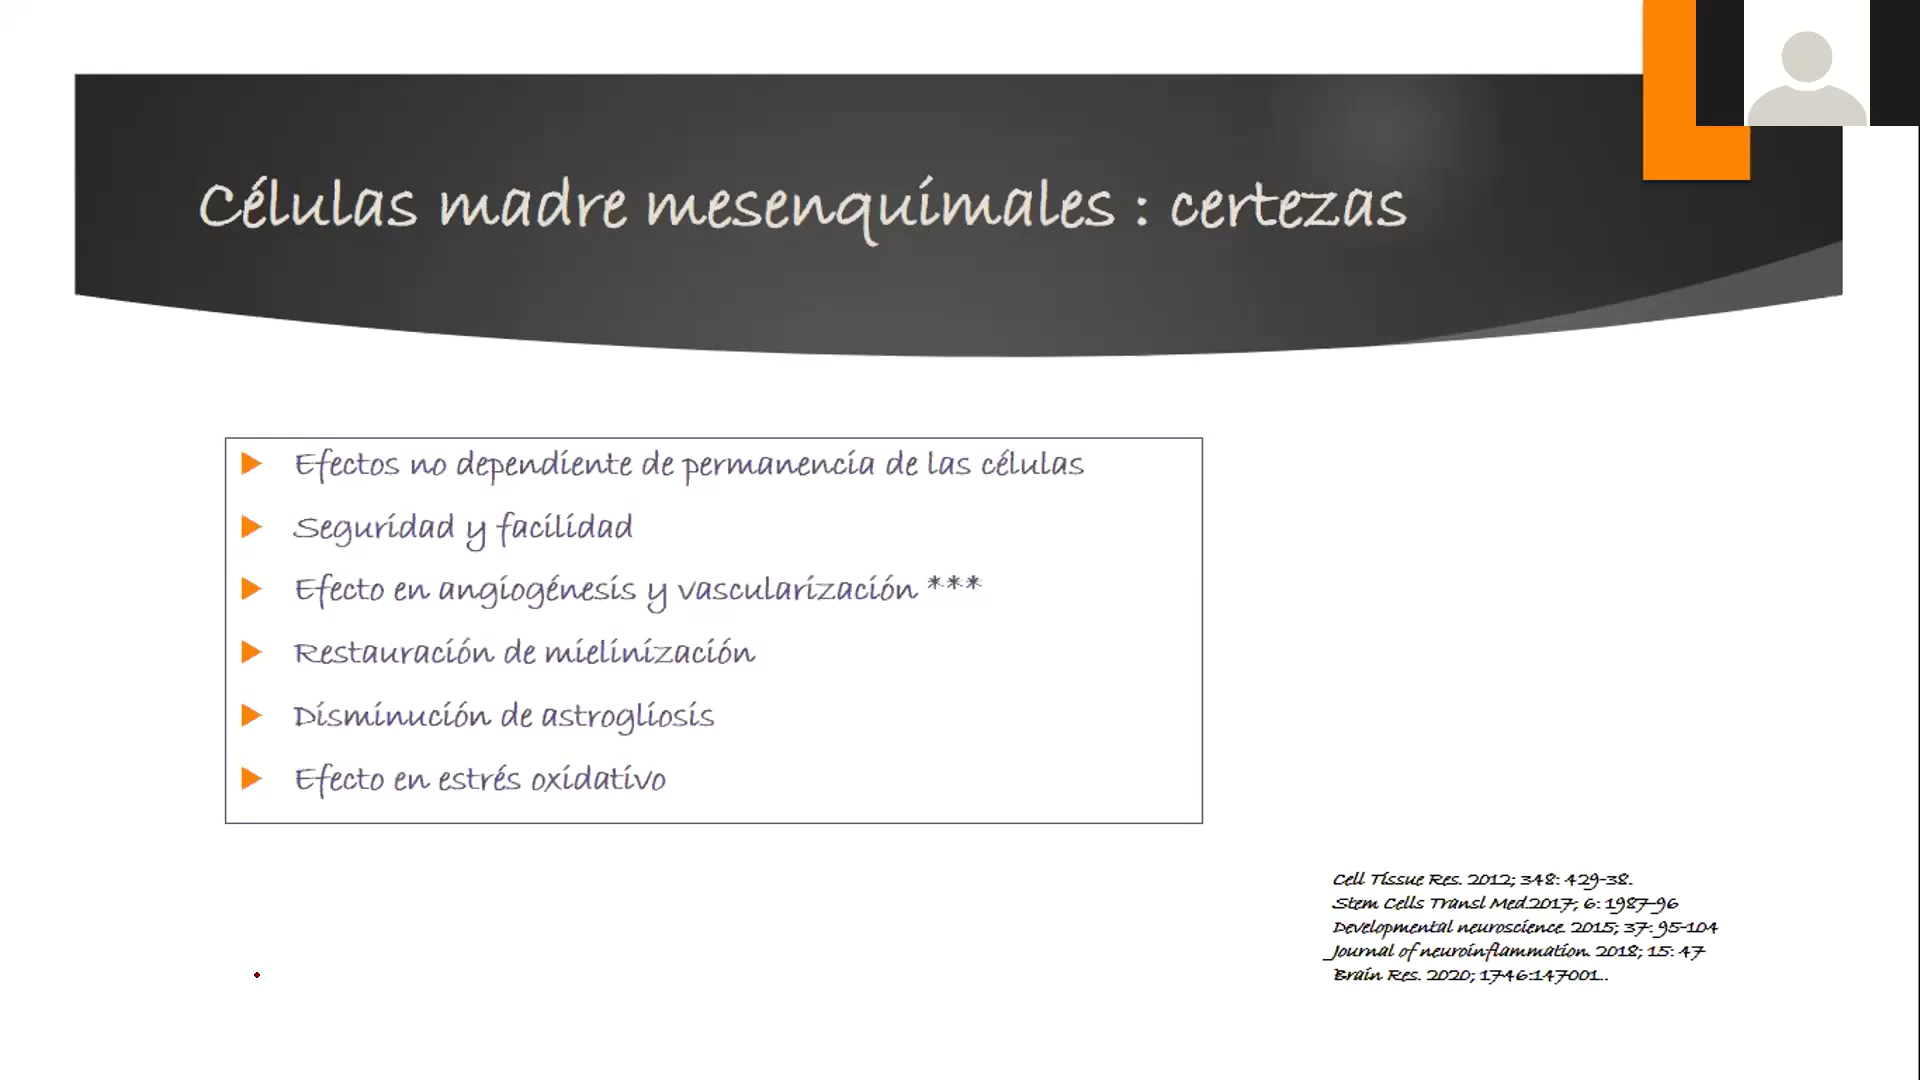 Células madre mesenquimales : certezas
Efectos no dependiente de permanencia de las células
Seguridad y facilidad
Efecto en angiogénesis y vascularización ***
Restauración de mielinización
Disminución de astrogliosis
Efecto en estrés oxidativo
Cell Tissue Res. 2012; 348: 429-38.
Stem Cells Transl Med.2017; 6: 1987-96
Developmental neuroscience. 2015; 37: 95-104
Journal of neuroinflammation. 2018; 15: 47
Brain Res. 2020; 1746:147001..